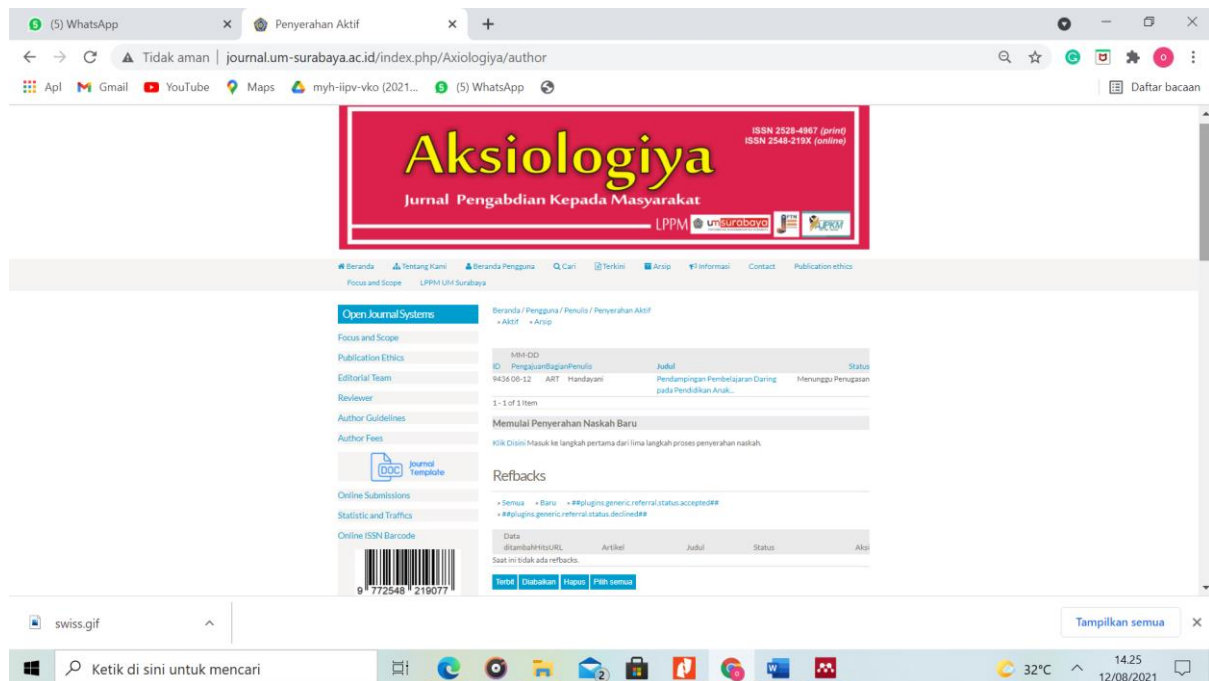 (5) WhatsApp
Penyerahan Aktif
Tidak aman | journal.um-surabaya.ac.id/index.php/Axiologiya/author
Apl Gmail YouTube Maps myh-iipv-vko (2021... (5) WhatsApp Daftar bacaan
ISSN 2528-4967 (print)
ISSN 2548-219X (online)
Aksiologiya
Jurnal Pengabdian Kepada Masyarakat
LPPM umsurabaya
Beranda Tentang Kami Beranda Pengguna Cari Terkini Arsip Informasi Contact Publication ethics
Focus and Scope LPPM UM Surabaya
Open Journal Systems
Focus and Scope
Publication Ethics
Editorial Team
Reviewer
Author Guidelines
Author Fees
DOC Journal Template
Online Submissions
Statistic and Traffics
Online ISSN Barcode
9 772548 219077
Beranda / Pengguna / Penulis / Penyerahan Aktif
» Aktif » Arsip
MM-DD
ID PengajuanBagianPenulis Judul Status
9436 08-12 ART Handayani Pendampingan Pembelajaran Daring Menunggu Penugasan
pada Pendidikan Anak...
1 - 1 of 1 Item
Memulai Penyerahan Naskah Baru
Klik Disini Masuk ke langkah pertama dari lima langkah proses penyerahan naskah.
Refbacks
» Semua » Baru » ##plugins.generic.referral.status.accepted##
» ##plugins.generic.referral.status.declined##
Data
ditambahHitsURL Artikel Judul Status Aksi
Saat ini tidak ada refbacks.
Terbit Diabaikan Hapus Pilih semua
swiss.gif
Tampilkan semua
Ketik di sini untuk mencari
2
32°C
14.25
12/08/2021